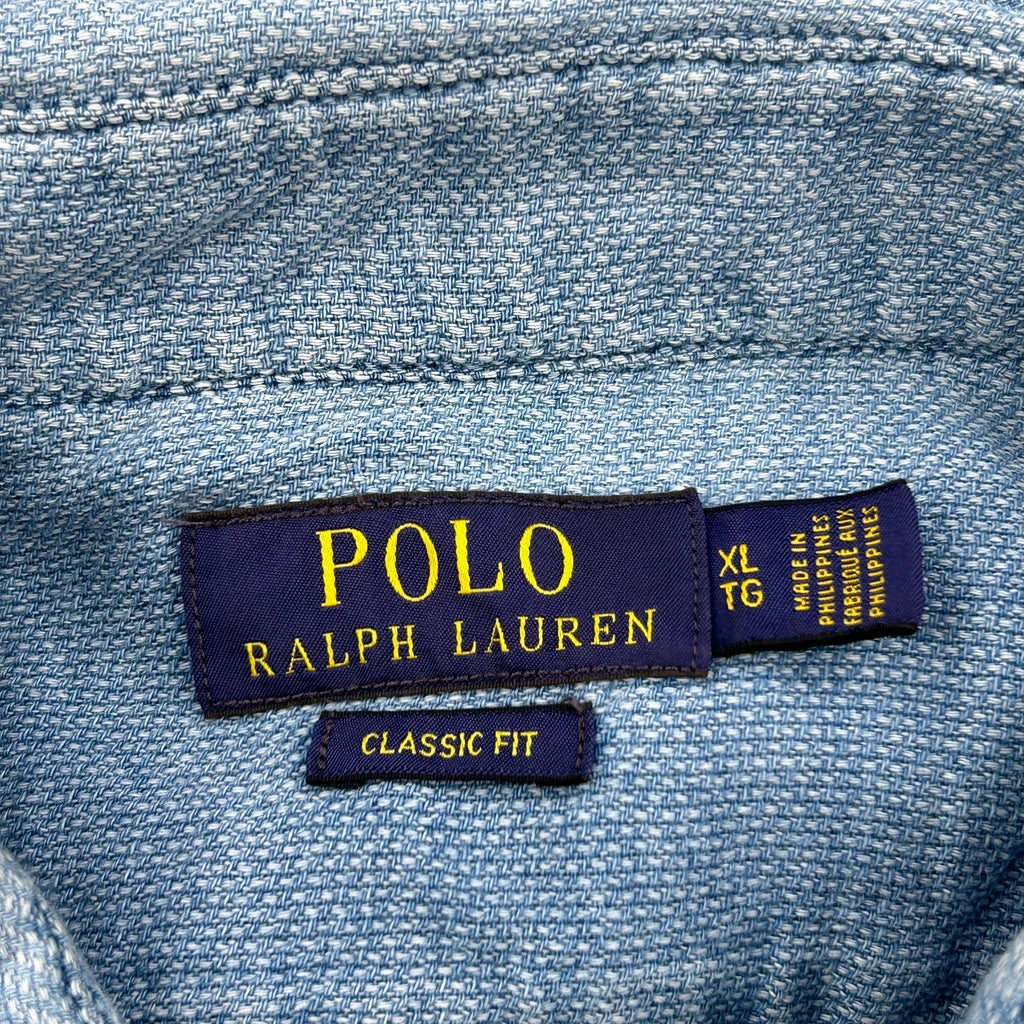 POLO
RALPH LAUREN
XL
TG
MADE IN
PHILIPPINES
FABRIQUÉ AUX
PHILIPPINES
CLASSIC FIT